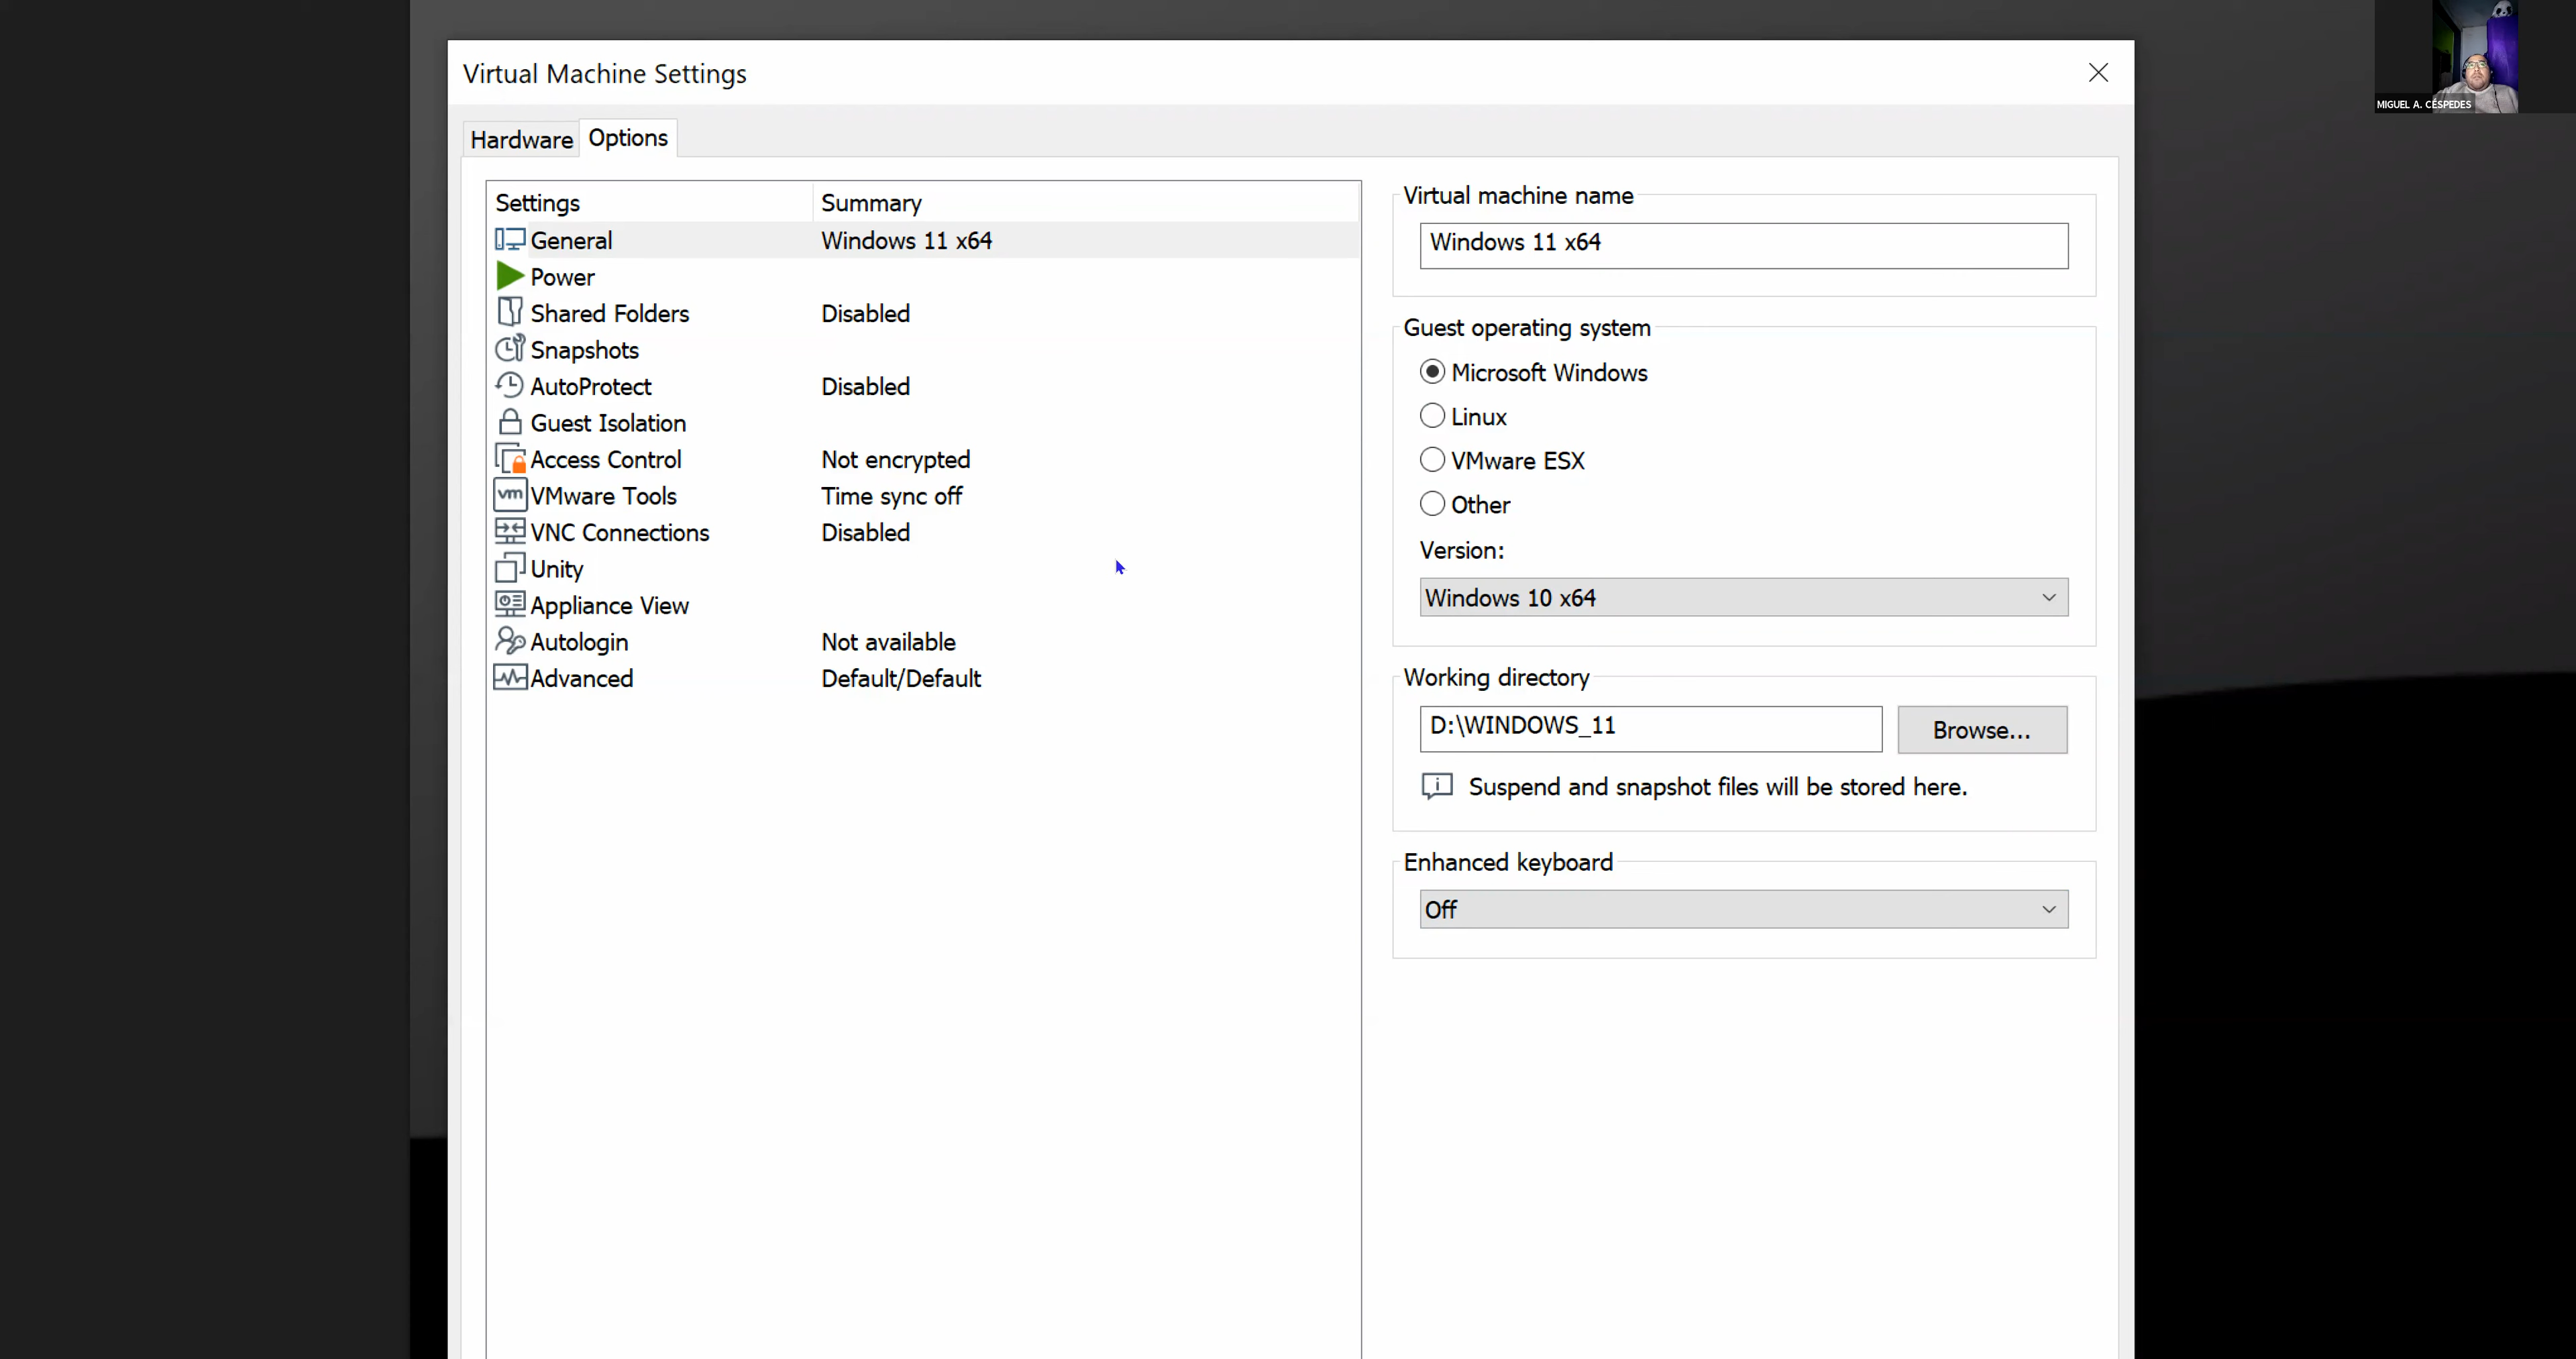 Virtual Machine Settings
MIGUEL A. CÉSPEDES
Hardware Options
Settings Summary
General Windows 11 x64
Power
Shared Folders Disabled
Snapshots
AutoProtect Disabled
Guest Isolation
Access Control Not encrypted
vm VMware Tools Time sync off
VNC Connections Disabled
Unity
Appliance View
Autologin Not available
Advanced Default/Default
Virtual machine name
Windows 11 x64
Guest operating system
Microsoft Windows
Linux
VMware ESX
Other
Version:
Windows 10 x64
Working directory
D:\WINDOWS_11
Browse...
Suspend and snapshot files will be stored here.
Enhanced keyboard
Off